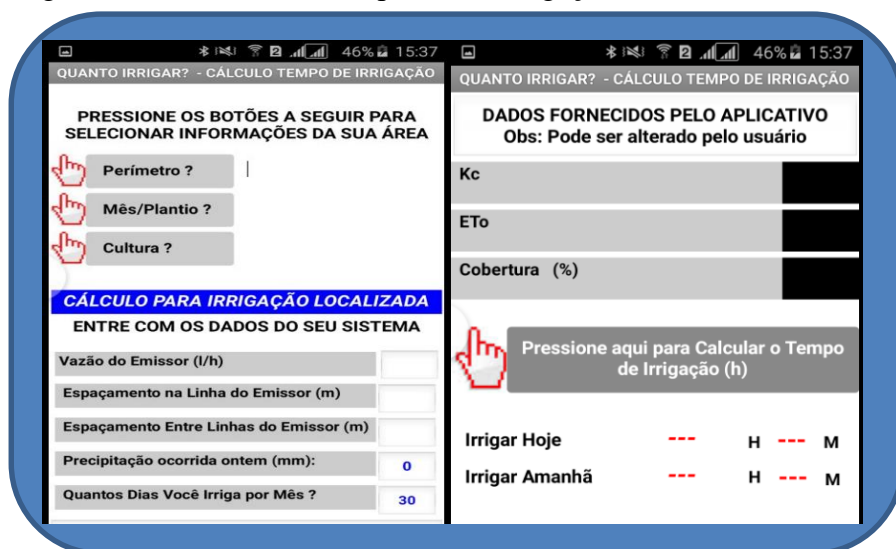 46% 15:37
QUANTO IRRIGAR? - CÁLCULO TEMPO DE IRRIGAÇÃO
PRESSIONE OS BOTÕES A SEGUIR PARA
SELECIONAR INFORMAÇÕES DA SUA ÁREA
Perímetro ?
Mês/Plantio ?
Cultura ?
CÁLCULO PARA IRRIGAÇÃO LOCALIZADA
ENTRE COM OS DADOS DO SEU SISTEMA
Vazão do Emissor (l/h)
Espaçamento na Linha do Emissor (m)
Espaçamento Entre Linhas do Emissor (m)
Precipitação ocorrida ontem (mm): 0
Quantos Dias Você Irriga por Mês ? 30
46% 15:37
QUANTO IRRIGAR? - CÁLCULO TEMPO DE IRRIGAÇÃO
DADOS FORNECIDOS PELO APLICATIVO
Obs: Pode ser alterado pelo usuário
Kc
ETo
Cobertura (%)
Pressione aqui para Calcular o Tempo
de Irrigação (h)
Irrigar Hoje --- H --- M
Irrigar Amanhã --- H --- M